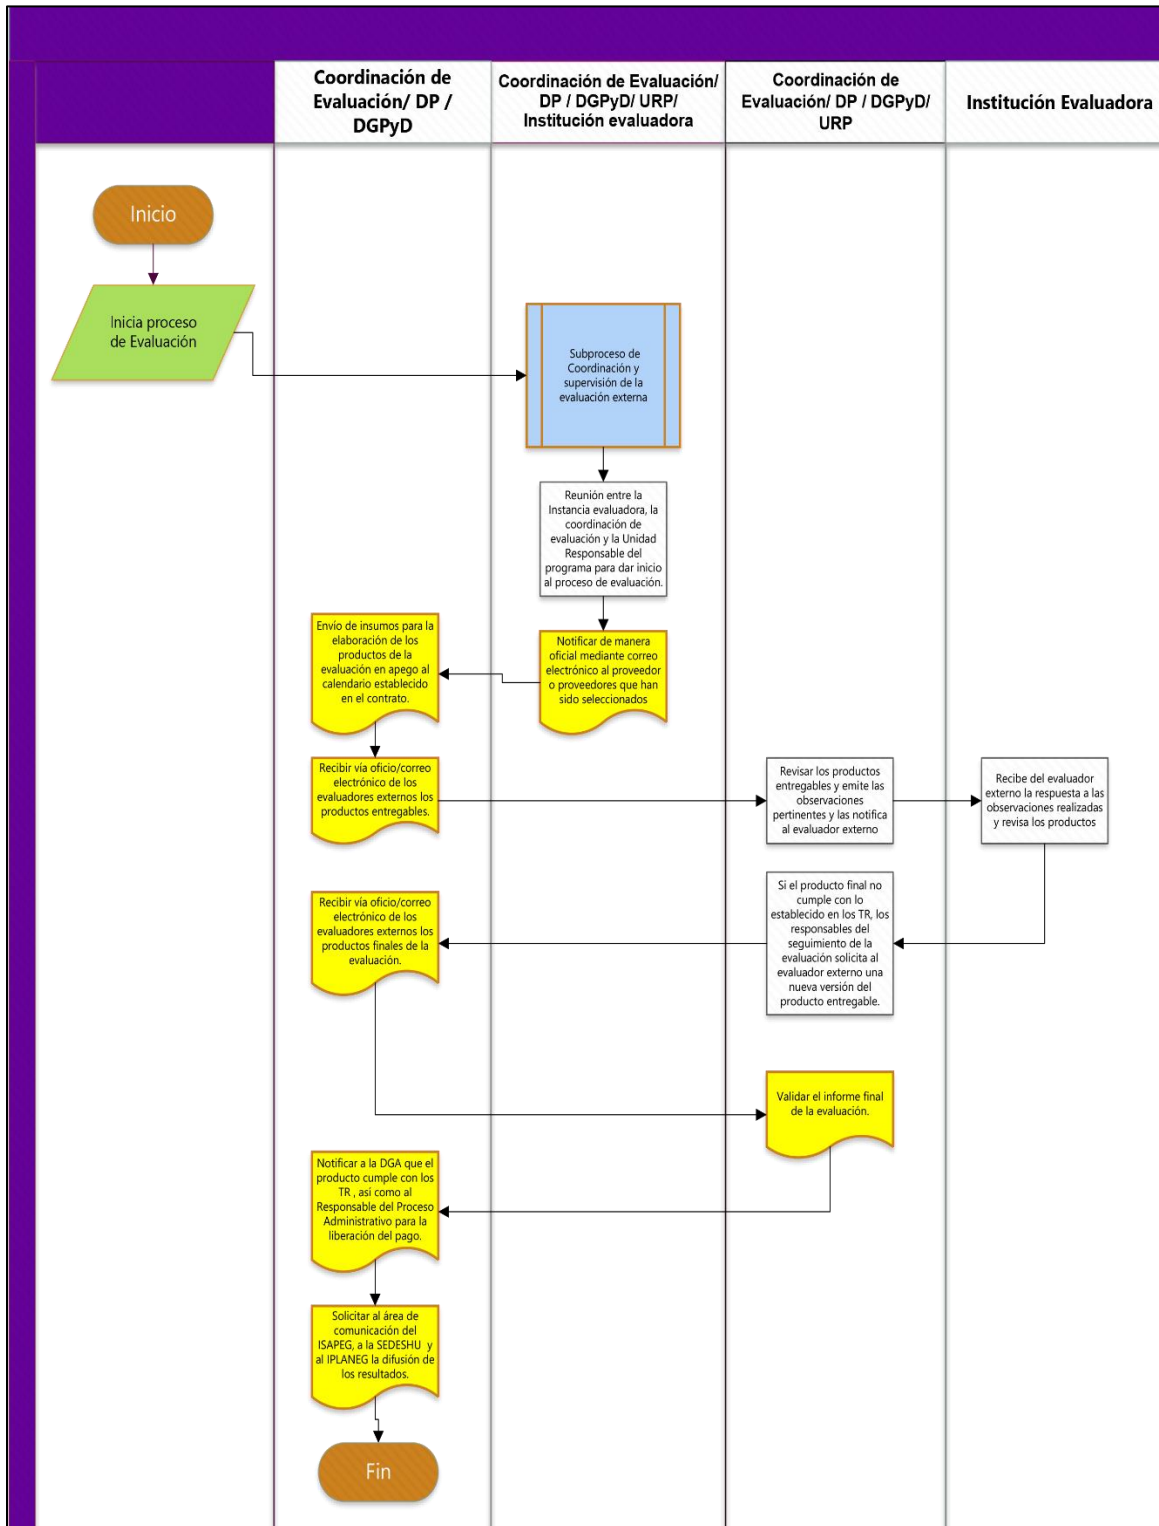 Coordinación de
Evaluación/ DP /
DGPyD
Coordinación de Evaluación/
DP / DGPyD/ URP/
Institución evaluadora
Coordinación de
Evaluación/ DP / DGPyD/
URP
Institución Evaluadora
Inicio
Inicia proceso
de Evaluación
Subproceso de
Coordinación y
supervisión de la
evaluación externa
Reunión entre la
Instancia evaluadora, la
coordinación de
evaluación y la Unidad
Responsable del
programa para dar inicio
al proceso de evaluación.
Notificar de manera
oficial mediante correo
electrónico al proveedor
o proveedores que han
sido seleccionados
Envío de insumos para la
elaboración de los
productos de la
evaluación en apego al
calendario establecido
en el contrato.
Recibir vía oficio/correo
electrónico de los
evaluadores externos los
productos entregables.
Revisar los productos
entregables y emite las
observaciones
pertinentes y las notifica
al evaluador externo
Recibe del evaluador
externo la respuesta a las
observaciones realizadas
y revisa los productos
Si el producto final no
cumple con lo
establecido en los TR, los
responsables del
seguimiento de la
evaluación solicita al
evaluador externo una
nueva versión del
producto entregable.
Recibir vía oficio/correo
electrónico de los
evaluadores externos los
productos finales de la
evaluación.
Validar el informe final
de la evaluación.
Notificar a la DGA que el
producto cumple con los
TR , así como al
Responsable del Proceso
Administrativo para la
liberación del pago.
Solicitar al área de
comunicación del
ISAPEG, a la SEDESHU y
al IPLANEG la difusión de
los resultados.
Fin